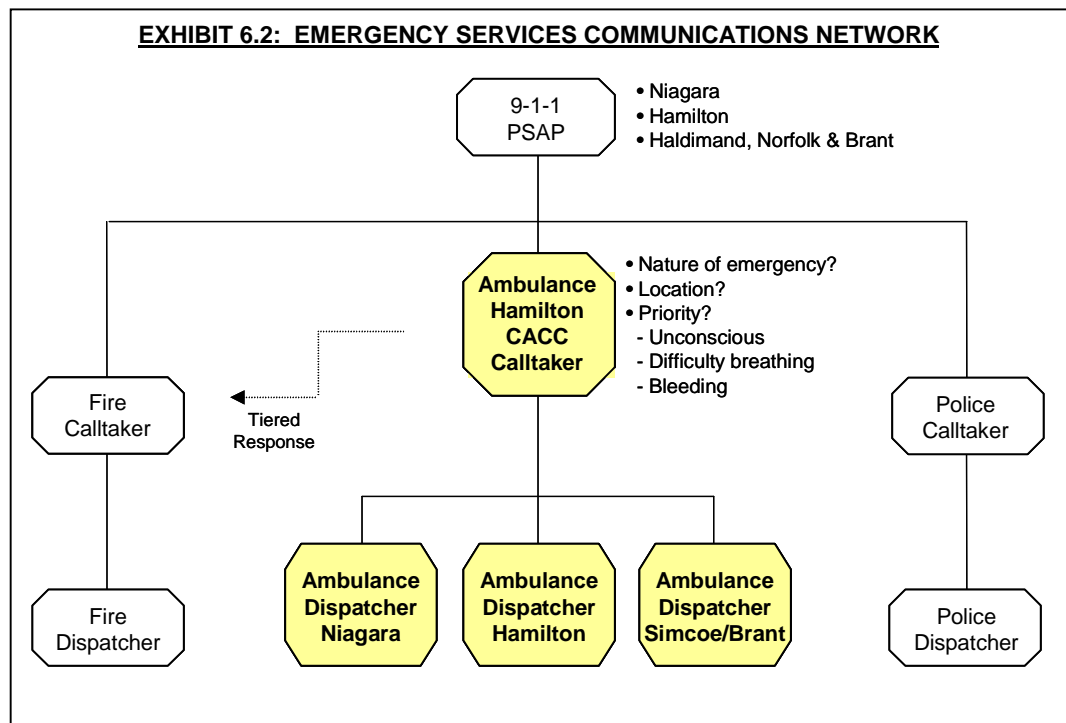 EXHIBIT 6.2: EMERGENCY SERVICES COMMUNICATIONS NETWORK
9-1-1
PSAP
• Niagara
• Hamilton
• Haldimand, Norfolk & Brant
Ambulance
Hamilton
CACC
Calltaker
• Nature of emergency?
• Location?
• Priority?
- Unconscious
- Difficulty breathing
- Bleeding
Fire
Calltaker
Tiered
Response
Police
Calltaker
Fire
Dispatcher
Ambulance
Dispatcher
Niagara
Ambulance
Dispatcher
Hamilton
Ambulance
Dispatcher
Simcoe/Brant
Police
Dispatcher